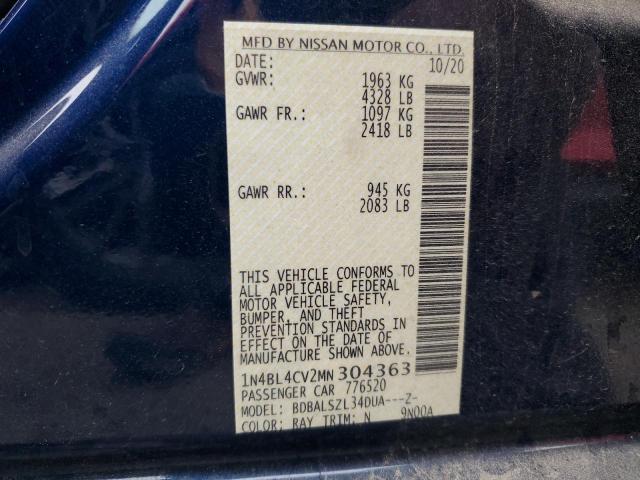 MFD BY NISSAN MOTOR CO., LTD.
DATE: 10/20
GVWR: 1963 KG
4328 LB
GAWR FR.: 1097 KG
2418 LB
GAWR RR.: 945 KG
2083 LB
THIS VEHICLE CONFORMS TO
ALL APPLICABLE FEDERAL
MOTOR VEHICLE SAFETY,
BUMPER, AND THEFT
PREVENTION STANDARDS IN
EFFECT ON THE DATE OF
MANUFACTURE SHOWN ABOVE.
1N4BL4CV2MN304363
PASSENGER CAR 776520
MODEL: BDBALSZL34DUA---Z-
COLOR; RAY TRIM: N 9N00A